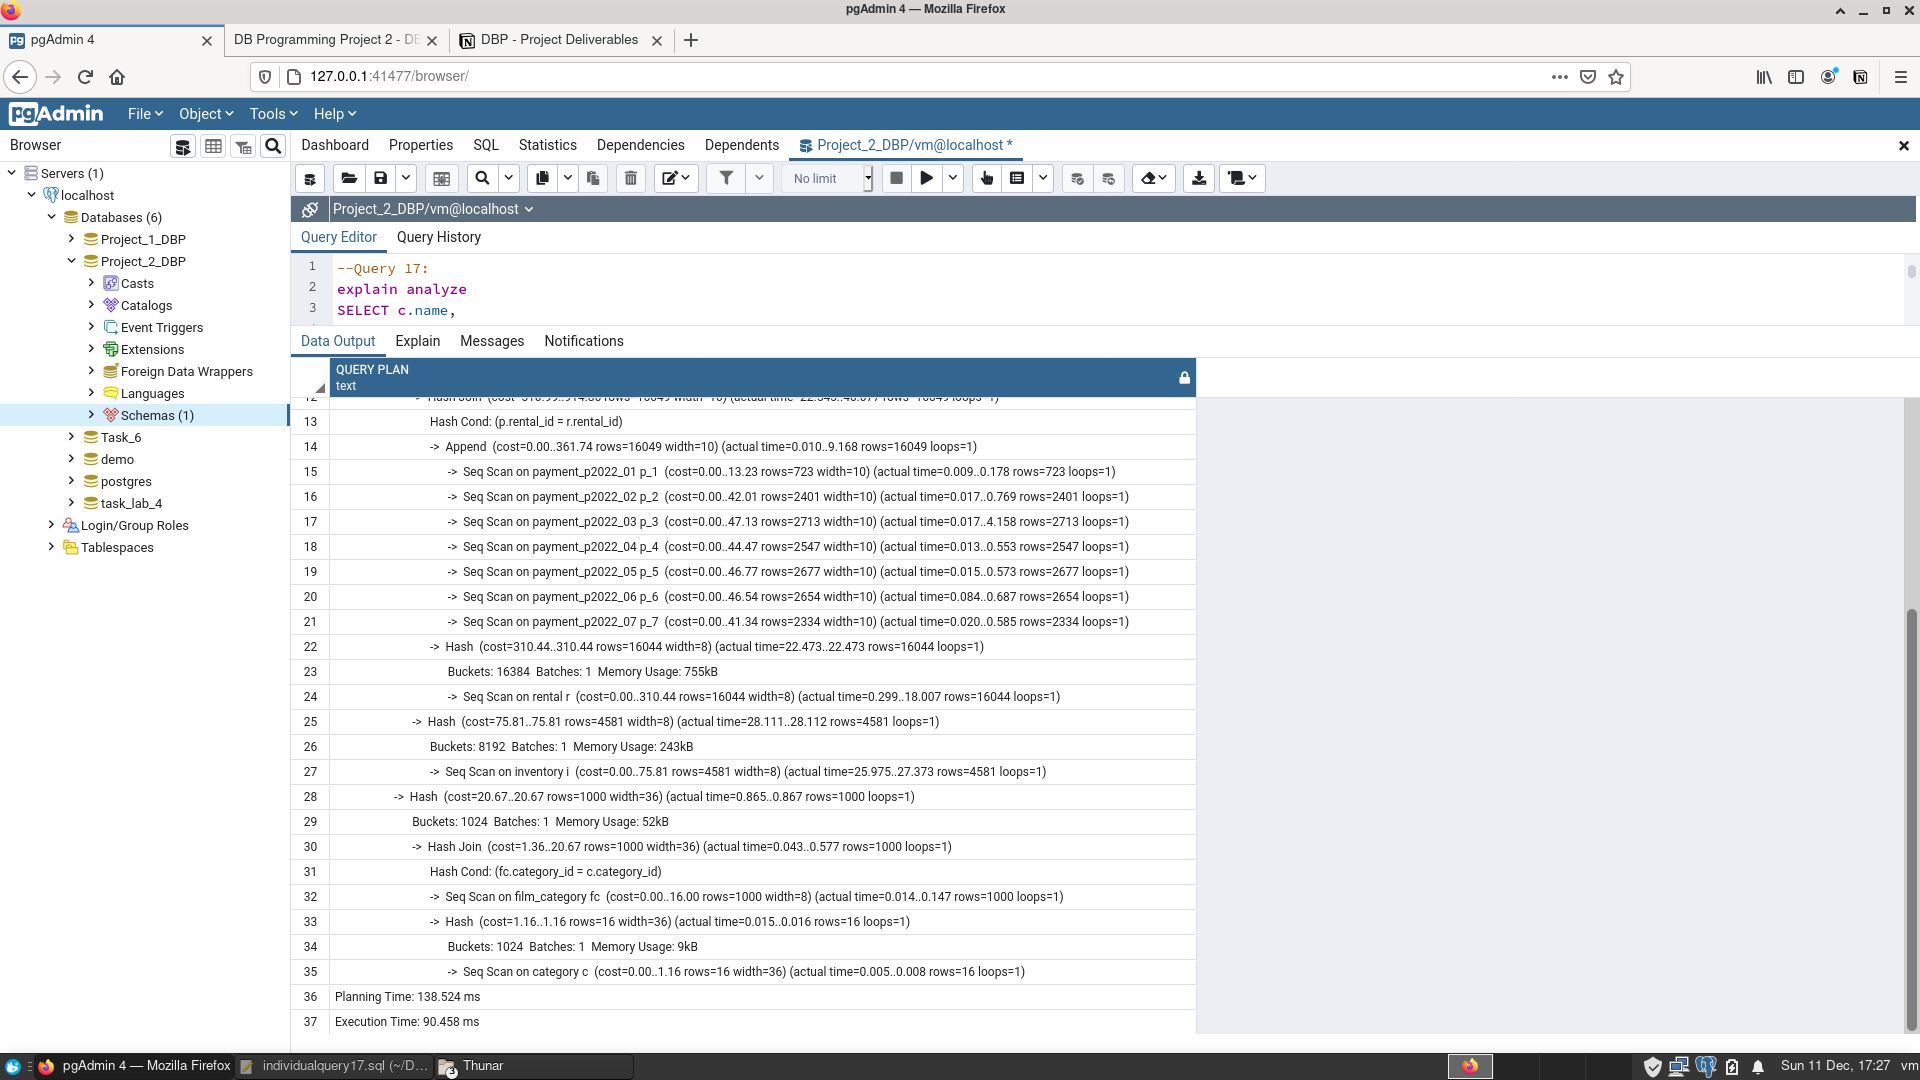 pgAdmin 4 — Mozilla Firefox
pgAdmin 4
DB Programming Project 2 - DE
DBP - Project Deliverables
127.0.0.1:41477/browser/
pgAdmin File Object Tools Help
Browser
Dashboard Properties SQL Statistics Dependencies Dependents Project_2_DBP/vm@localhost *
Servers (1)
localhost
Databases (6)
Project_1_DBP
Project_2_DBP
Casts
Catalogs
Event Triggers
Extensions
Foreign Data Wrappers
Languages
Schemas (1)
Task_6
demo
postgres
task_lab_4
Login/Group Roles
Tablespaces
No limit
Project_2_DBP/vm@localhost
Query Editor Query History
1 --Query 17:
2 explain analyze
3 SELECT c.name,
Data Output Explain Messages Notifications
QUERY PLAN
text
13 Hash Cond: (p.rental_id = r.rental_id)
14 -> Append (cost=0.00..361.74 rows=16049 width=10) (actual time=0.010..9.168 rows=16049 loops=1)
15 -> Seq Scan on payment_p2022_01 p_1 (cost=0.00..13.23 rows=723 width=10) (actual time=0.009..0.178 rows=723 loops=1)
16 -> Seq Scan on payment_p2022_02 p_2 (cost=0.00..42.01 rows=2401 width=10) (actual time=0.017..0.769 rows=2401 loops=1)
17 -> Seq Scan on payment_p2022_03 p_3 (cost=0.00..47.13 rows=2713 width=10) (actual time=0.017..4.158 rows=2713 loops=1)
18 -> Seq Scan on payment_p2022_04 p_4 (cost=0.00..44.47 rows=2547 width=10) (actual time=0.013..0.553 rows=2547 loops=1)
19 -> Seq Scan on payment_p2022_05 p_5 (cost=0.00..46.77 rows=2677 width=10) (actual time=0.015..0.573 rows=2677 loops=1)
20 -> Seq Scan on payment_p2022_06 p_6 (cost=0.00..46.54 rows=2654 width=10) (actual time=0.084..0.687 rows=2654 loops=1)
21 -> Seq Scan on payment_p2022_07 p_7 (cost=0.00..41.34 rows=2334 width=10) (actual time=0.020..0.585 rows=2334 loops=1)
22 -> Hash (cost=310.44..310.44 rows=16044 width=8) (actual time=22.473..22.473 rows=16044 loops=1)
23 Buckets: 16384 Batches: 1 Memory Usage: 755kB
24 -> Seq Scan on rental r (cost=0.00..310.44 rows=16044 width=8) (actual time=0.299..18.007 rows=16044 loops=1)
25 -> Hash (cost=75.81..75.81 rows=4581 width=8) (actual time=28.111..28.112 rows=4581 loops=1)
26 Buckets: 8192 Batches: 1 Memory Usage: 243kB
27 -> Seq Scan on inventory i (cost=0.00..75.81 rows=4581 width=8) (actual time=25.975..27.373 rows=4581 loops=1)
28 -> Hash (cost=20.67..20.67 rows=1000 width=36) (actual time=0.865..0.867 rows=1000 loops=1)
29 Buckets: 1024 Batches: 1 Memory Usage: 52kB
30 -> Hash Join (cost=1.36..20.67 rows=1000 width=36) (actual time=0.043..0.577 rows=1000 loops=1)
31 Hash Cond: (fc.category_id = c.category_id)
32 -> Seq Scan on film_category fc (cost=0.00..16.00 rows=1000 width=8) (actual time=0.014..0.147 rows=1000 loops=1)
33 -> Hash (cost=1.16..1.16 rows=16 width=36) (actual time=0.015..0.016 rows=16 loops=1)
34 Buckets: 1024 Batches: 1 Memory Usage: 9kB
35 -> Seq Scan on category c (cost=0.00..1.16 rows=16 width=36) (actual time=0.005..0.008 rows=16 loops=1)
36 Planning Time: 138.524 ms
37 Execution Time: 90.458 ms
pgAdmin 4 — Mozilla Firefox
individualquery17.sql (~/D...
3 Thunar
Sun 11 Dec, 17:27 vm